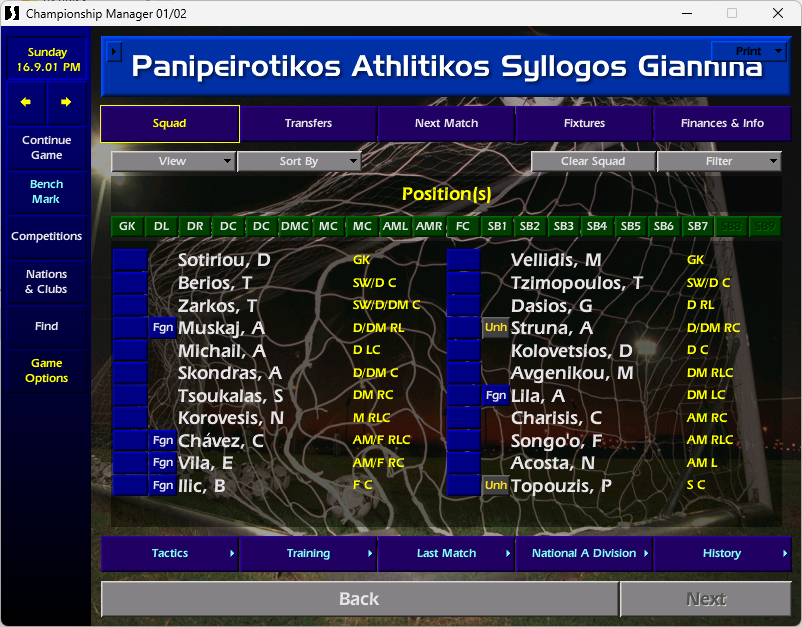 Championship Manager 01/02
Sunday
16.9.01 PM
Continue
Game
Bench
Mark
Competitions
Nations
& Clubs
Find
Game
Options
Panipeirotikos Athlitikos Syllogos Giannina
Print
Squad Transfers Next Match Fixtures Finances & Info
View Sort By Clear Squad Filter
Position(s)
GK DL DR DC DC DMC MC MC AML AMR FC SB1 SB2 SB3 SB4 SB5 SB6 SB7 SB8 SB9
Sotiriou, D GK Vellidis, M GK
Berios, T SW/D C Tzimopoulos, T SW/D C
Zarkos, T SW/D/DM C Dasios, G D RL
Fgn Muskaj, A D/DM RL Unh Struna, A D/DM RC
Michail, A D LC Kolovetsios, D D C
Skondras, A D/DM C Avgenikou, M DM RLC
Tsoukalas, S DM RC Fgn Lila, A DM LC
Korovesis, N M RLC Charisis, C AM RC
Fgn Chávez, C AM/F RLC Songo'o, F AM RLC
Fgn Vila, E AM/F RC Acosta, N AM L
Fgn Ilic, B F C Unh Topouzis, P S C
Tactics Training Last Match National A Division History
Back Next